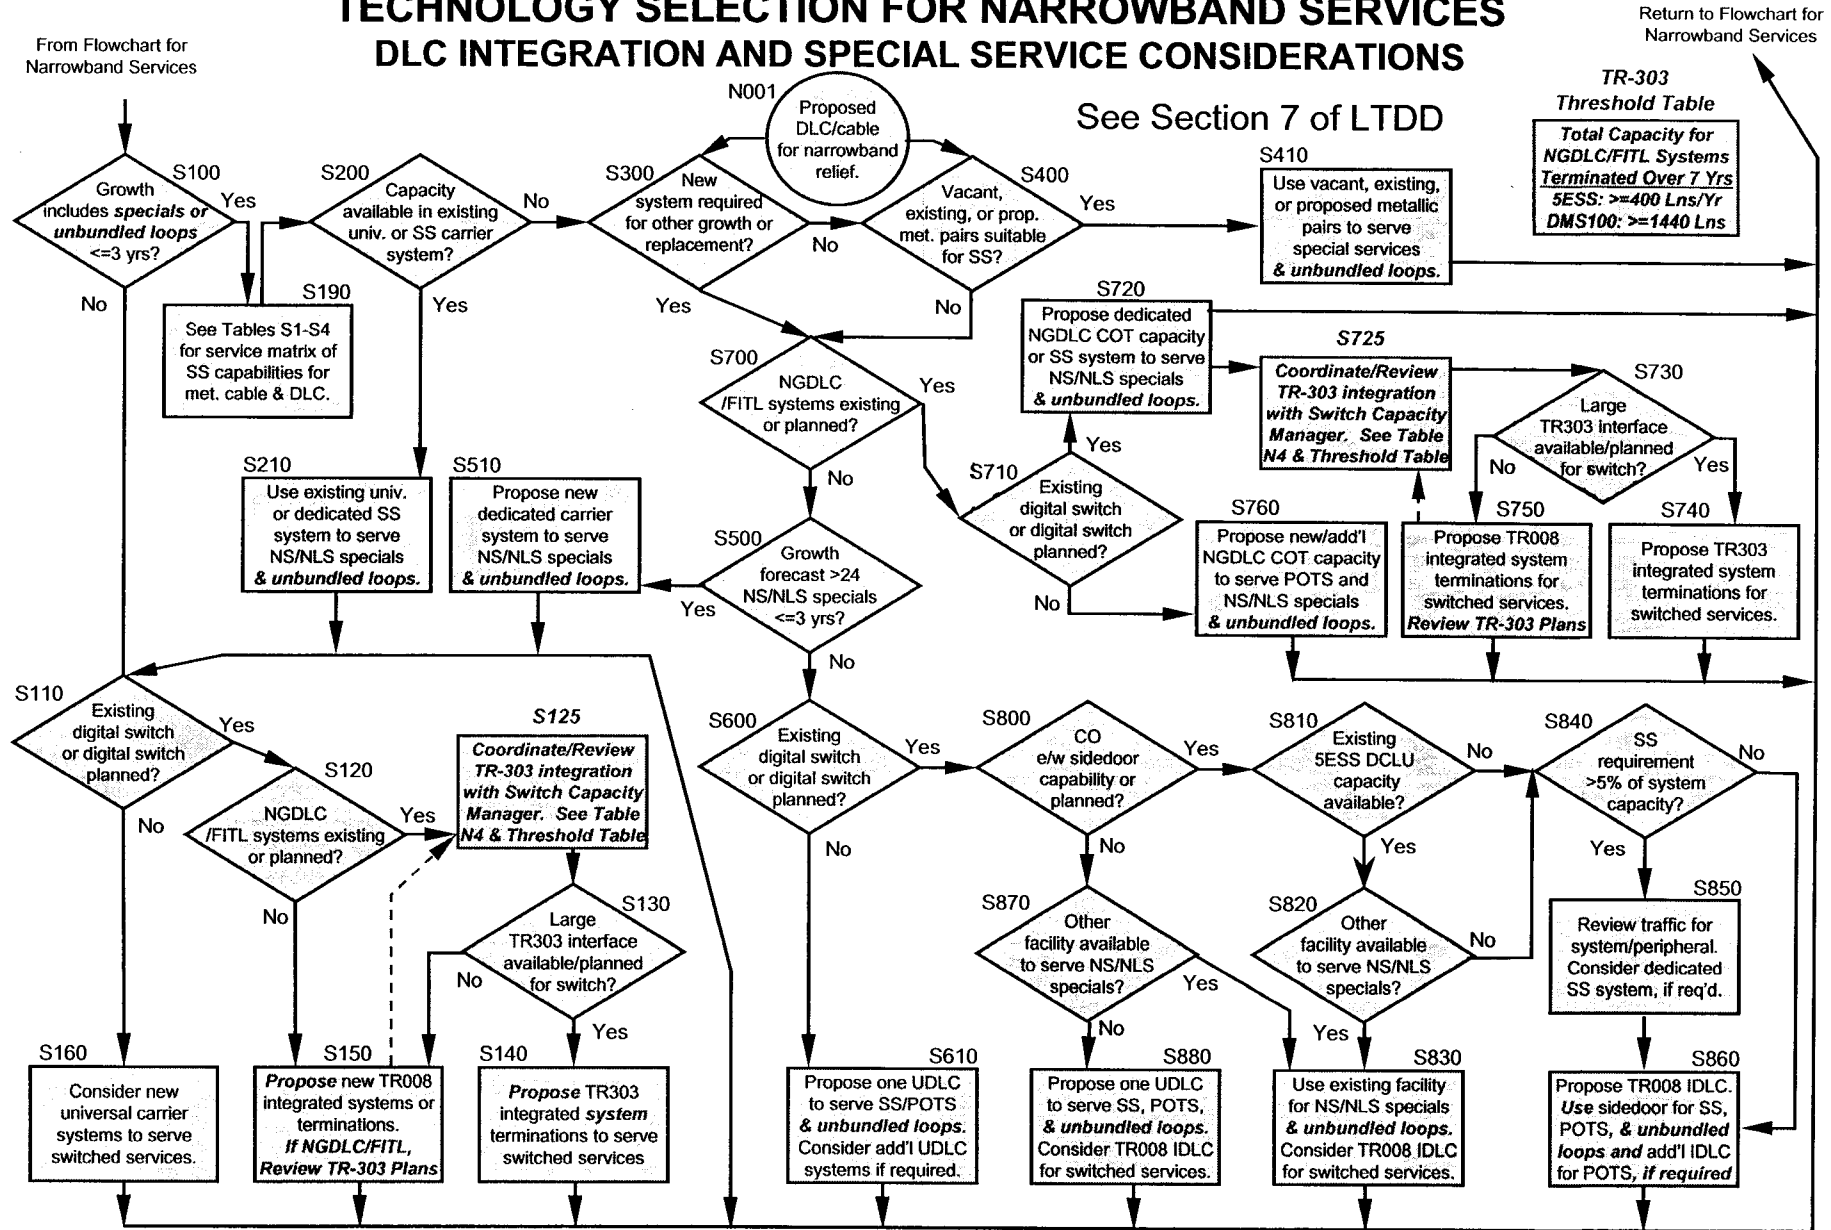 TECHNOLOGY SELECTION FOR NARROWBAND SERVICES
DLC INTEGRATION AND SPECIAL SERVICE CONSIDERATIONS
From Flowchart for
Narrowband Services
Return to Flowchart for
Narrowband Services
See Section 7 of LTDD
TR-303
Threshold Table
Total Capacity for
NGDLC/FITL Systems
Terminated Over 7 Yrs
5ESS: >=400 Lns/Yr
DMS100: >=1440 Lns
N001
Proposed
DLC/cable
for narrowband
relief.
S100
Growth
includes specials or
unbundled loops
<=3 yrs?
Yes
No
S190
See Tables S1-S4
for service matrix of
SS capabilities for
met. cable & DLC.
S200
Capacity
available in existing
univ. or SS carrier
system?
No
Yes
S300
New
system required
for other growth or
replacement?
No
Yes
S400
Vacant,
existing, or prop.
met. pairs suitable
for SS?
Yes
No
S410
Use vacant, existing,
or proposed metallic
pairs to serve
special services
& unbundled loops.
S210
Use existing univ.
or dedicated SS
system to serve
NS/NLS specials
& unbundled loops.
S510
Propose new
dedicated carrier
system to serve
NS/NLS specials
& unbundled loops.
S700
NGDLC
/FITL systems existing
or planned?
Yes
No
S500
Growth
forecast >24
NS/NLS specials
<=3 yrs?
Yes
No
S710
Existing
digital switch
or digital switch
planned?
Yes
No
S720
Propose dedicated
NGDLC COT capacity
or SS system to serve
NS/NLS specials
& unbundled loops.
S725
Coordinate/Review
TR-303 integration
with Switch Capacity
Manager. See Table
N4 & Threshold Table
S730
Large
TR303 interface
available/planned
for switch?
No
Yes
S760
Propose new/add'l
NGDLC COT capacity
to serve POTS and
NS/NLS specials
& unbundled loops.
S750
Propose TR008
integrated system
terminations for
switched services.
Review TR-303 Plans
S740
Propose TR303
integrated system
terminations for
switched services.
S110
Existing
digital switch
or digital switch
planned?
Yes
No
S120
NGDLC
/FITL systems existing
or planned?
Yes
No
S125
Coordinate/Review
TR-303 integration
with Switch Capacity
Manager. See Table
N4 & Threshold Table
S130
Large
TR303 interface
available/planned
for switch?
No
Yes
S160
Consider new
universal carrier
systems to serve
switched services.
S150
Propose new TR008
integrated systems or
terminations.
If NGDLC/FITL,
Review TR-303 Plans
S140
Propose TR303
integrated system
terminations to serve
switched services
S600
Existing
digital switch
or digital switch
planned?
Yes
No
S800
CO
e/w sidedoor
capability or
planned?
Yes
No
S810
Existing
5ESS DCLU
capacity
available?
No
Yes
S840
SS
requirement
>5% of system
capacity?
No
Yes
S870
Other
facility available
to serve NS/NLS
specials?
Yes
No
S820
Other
facility available
to serve NS/NLS
specials?
No
Yes
S850
Review traffic for
system/peripheral.
Consider dedicated
SS system, if req'd.
S610
Propose one UDLC
to serve SS/POTS
& unbundled loops.
Consider add'l UDLC
systems if required.
S880
Propose one UDLC
to serve SS, POTS,
& unbundled loops.
Consider TR008 IDLC
for switched services.
S830
Use existing facility
for NS/NLS specials
& unbundled loops.
Consider TR008 IDLC
for switched services.
S860
Propose TR008 IDLC.
Use sidedoor for SS,
POTS, & unbundled
loops and add'l IDLC
for POTS, if required